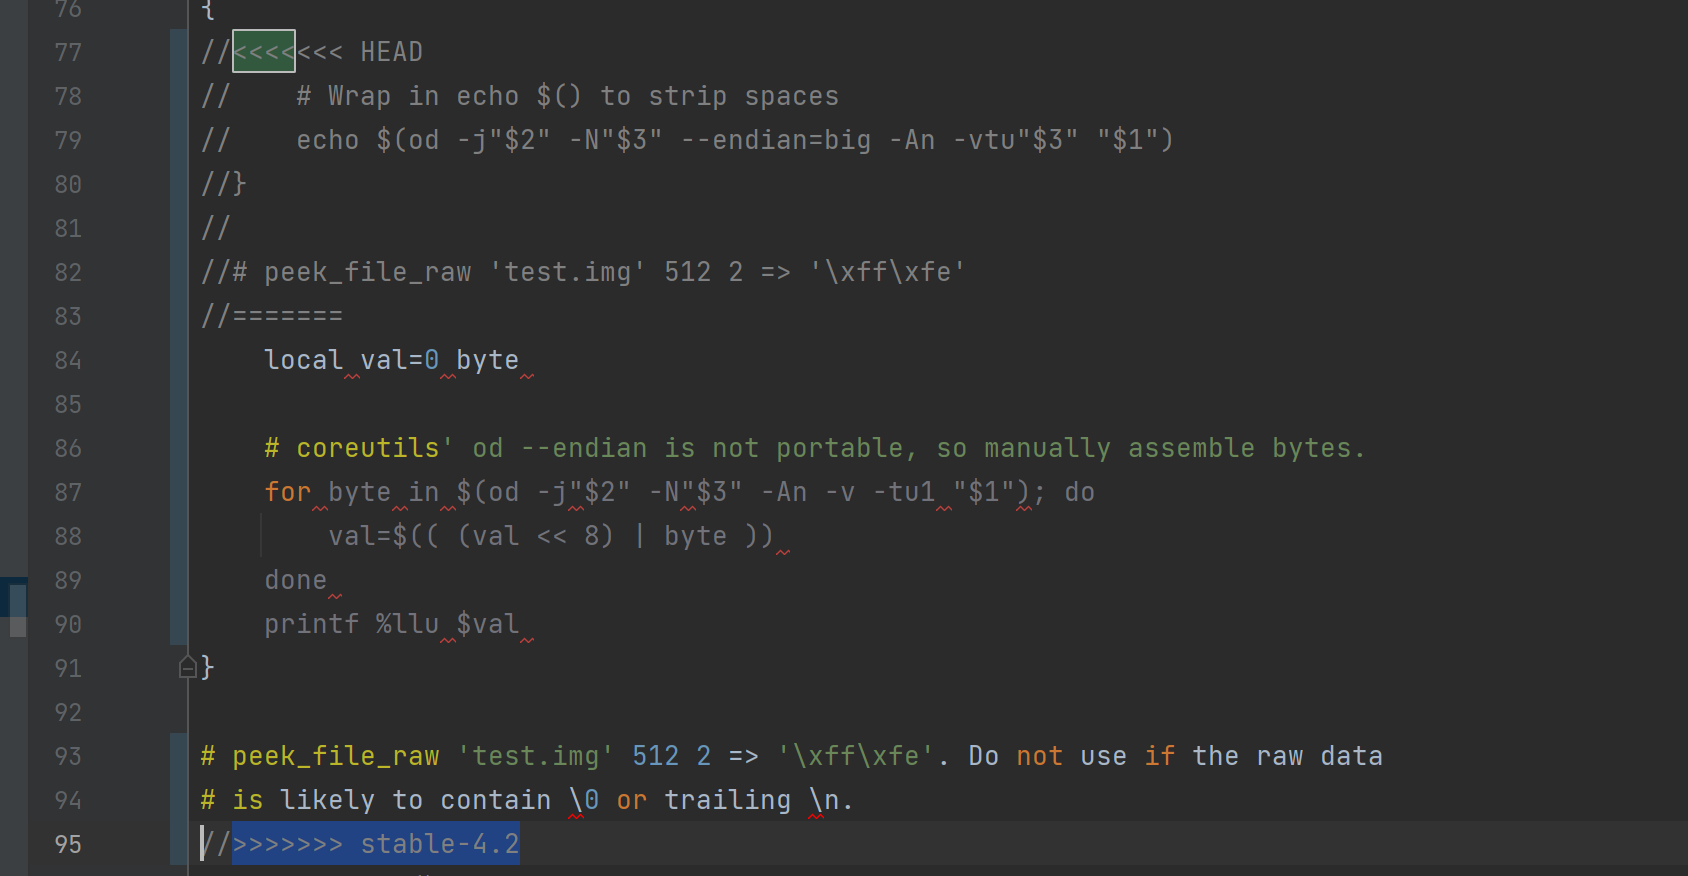 76 {
77 //<<<<<<< HEAD
78 //    # Wrap in echo $() to strip spaces
79 //    echo $(od -j"$2" -N"$3" --endian=big -An -vtu"$3" "$1")
80 //}
81 //
82 //# peek_file_raw 'test.img' 512 2 => '\xff\xfe'
83 //=======
84     local val=0 byte
85
86     # coreutils' od --endian is not portable, so manually assemble bytes.
87     for byte in $(od -j"$2" -N"$3" -An -v -tu1 "$1"); do
88         val=$(( (val << 8) | byte ))
89     done
90     printf %llu $val
91 }
92
93 # peek_file_raw 'test.img' 512 2 => '\xff\xfe'. Do not use if the raw data
94 # is likely to contain \0 or trailing \n.
95 //>>>>>>> stable-4.2